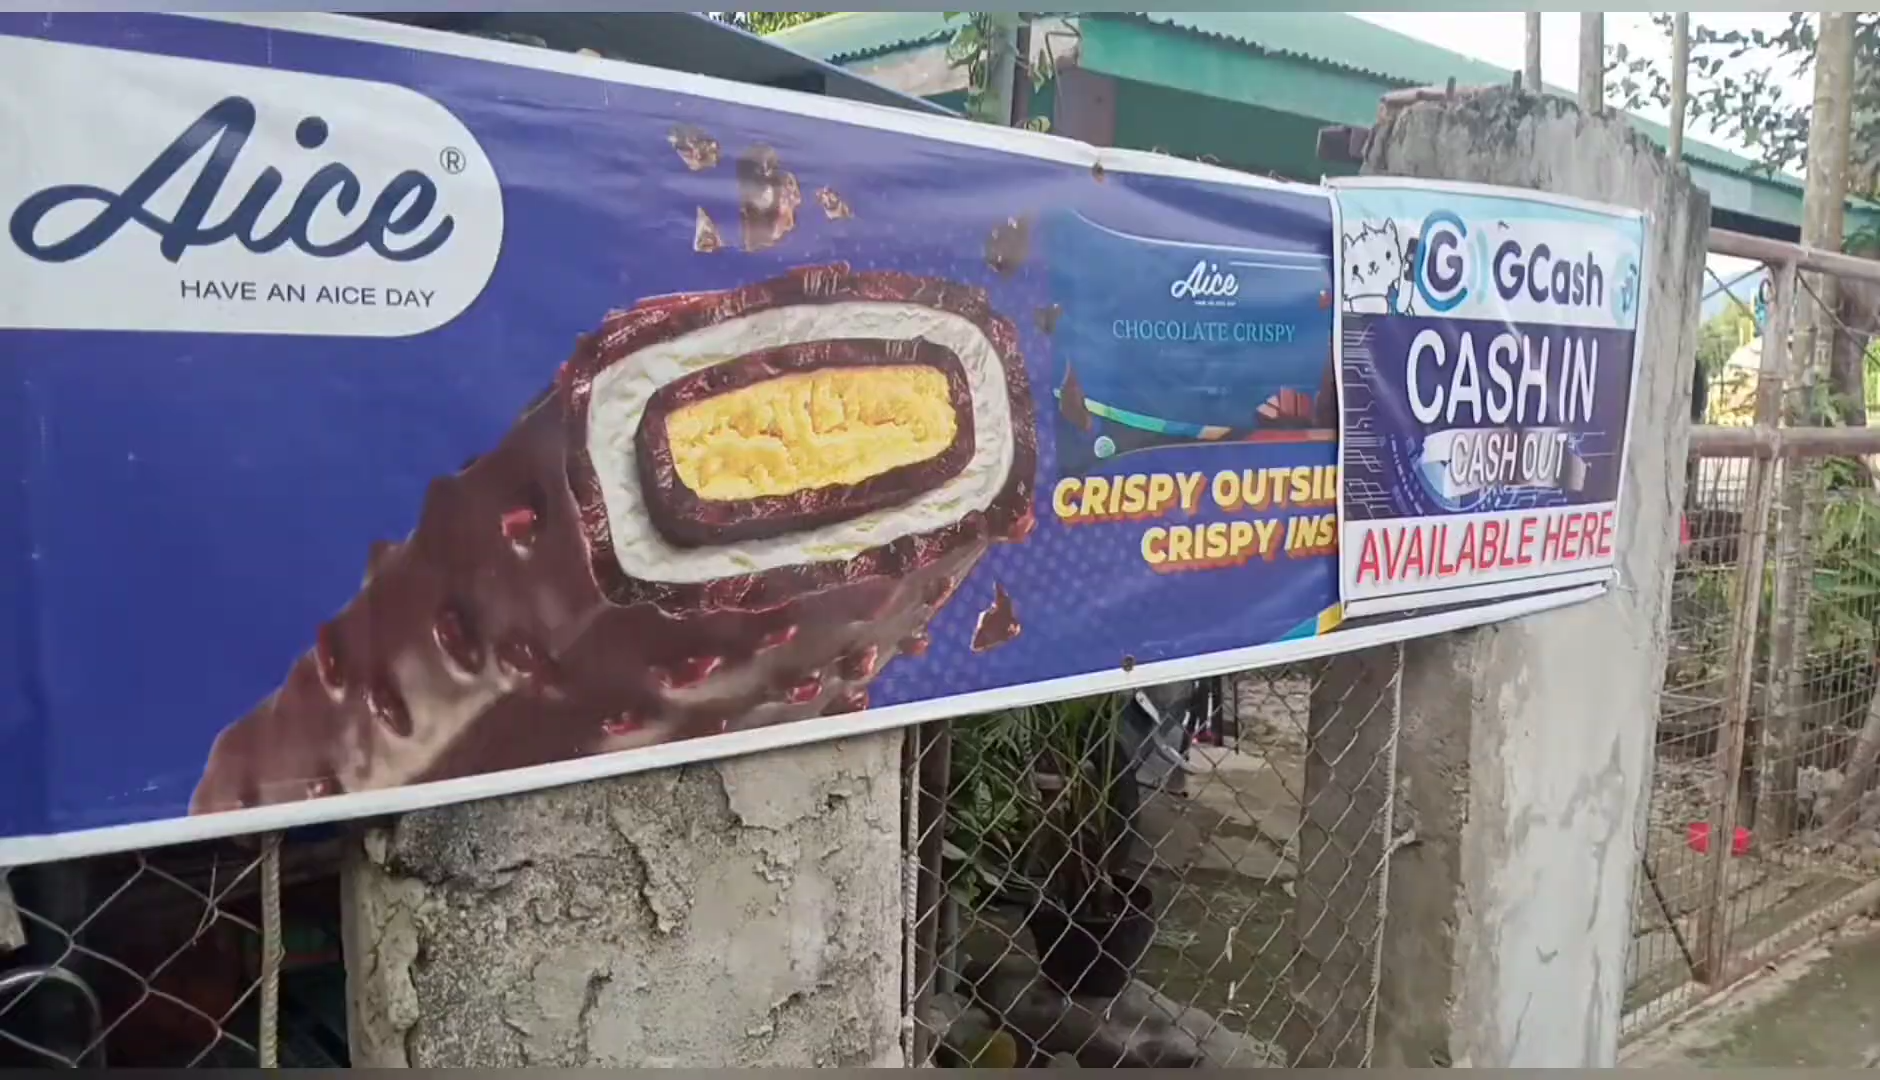 Aice®
HAVE AN AICE DAY
Aice
CHOCOLATE CRISPY
CRISPY OUTSID
CRISPY INS
G GCash
CASH IN
CASH OUT
AVAILABLE HERE